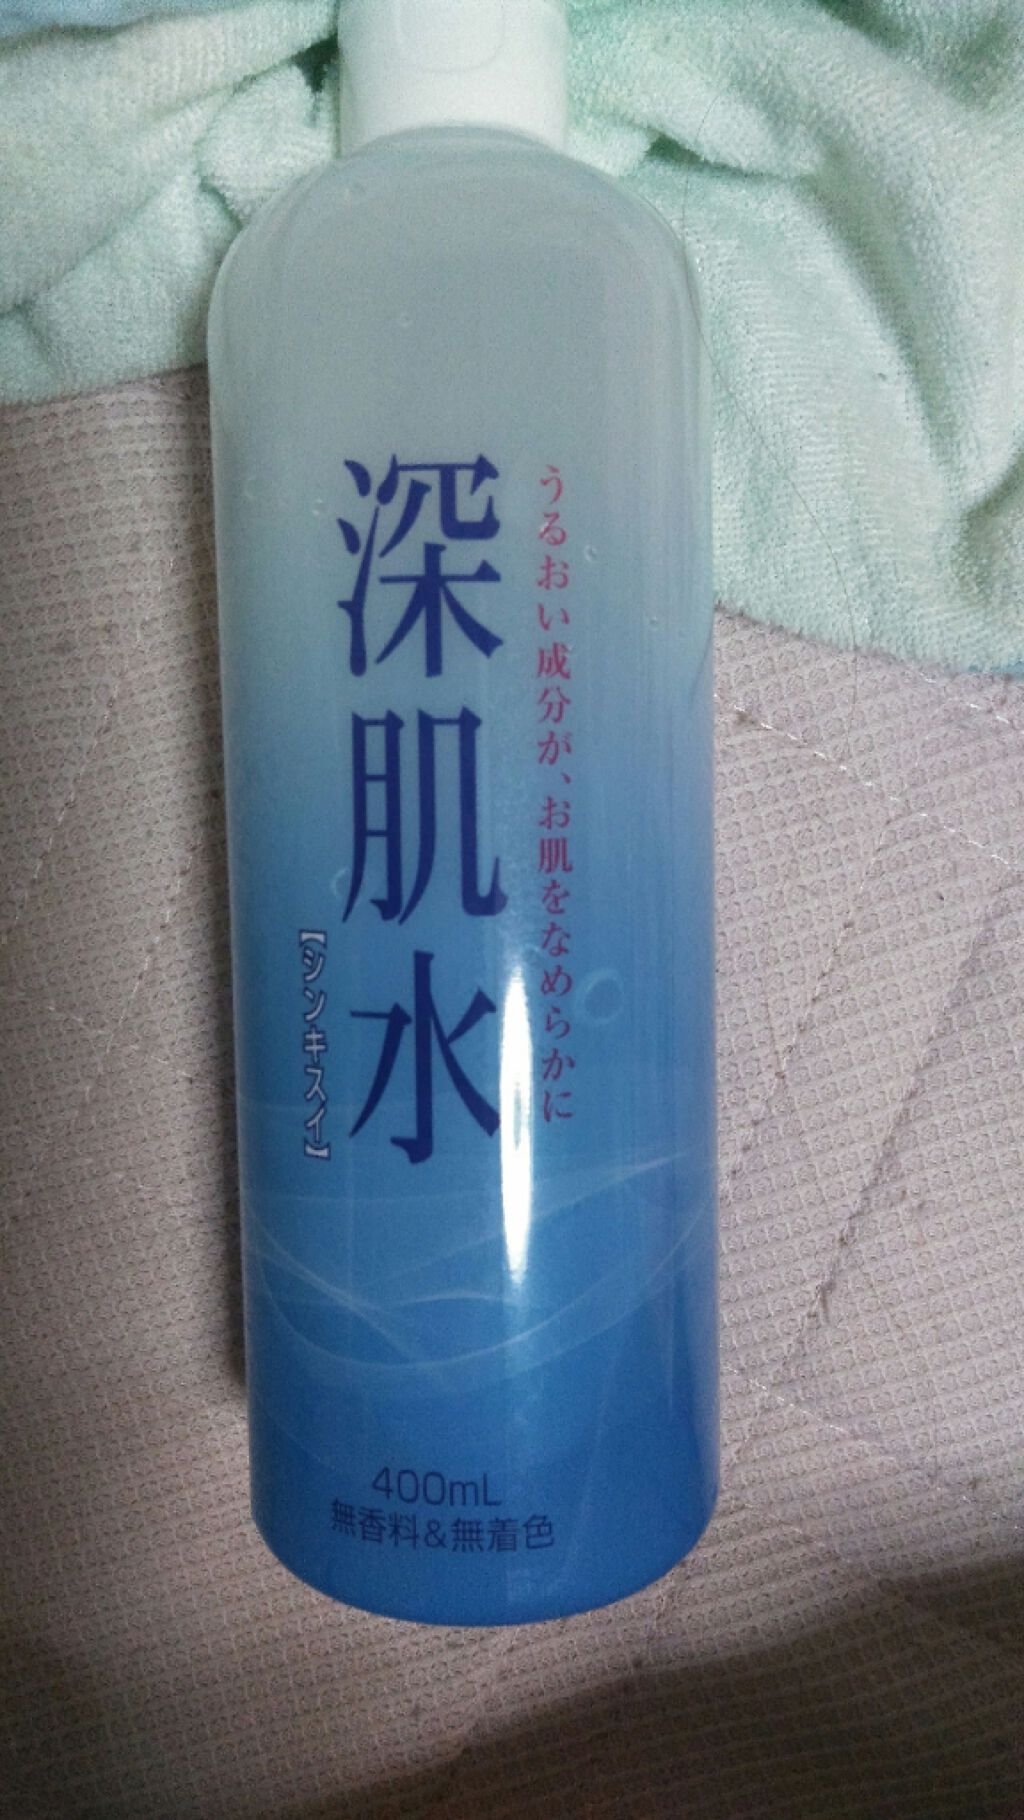 うるおい成分が、お肌をなめらかに
深肌水
【シンキスイ】
400mL
無香料&無着色